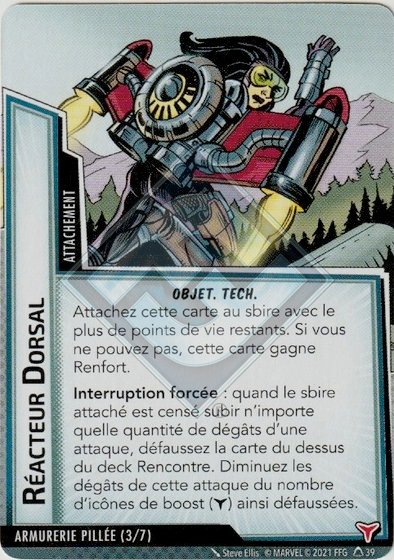 ATTACHEMENT
RÉACTEUR DORSAL
OBJET. TECH.
Attachez cette carte au sbire avec le
plus de points de vie restants. Si vous
ne pouvez pas, cette carte gagne
Renfort.
Interruption forcée : quand le sbire
attaché est censé subir n'importe
quelle quantité de dégâts d'une
attaque, défaussez la carte du dessus
du deck Rencontre. Diminuez les
dégâts de cette attaque du nombre
d'icônes de boost () ainsi défaussées.
ARMURERIE PILLÉE (3/7)
Steve Ellis © MARVEL © 2021 FFG 39